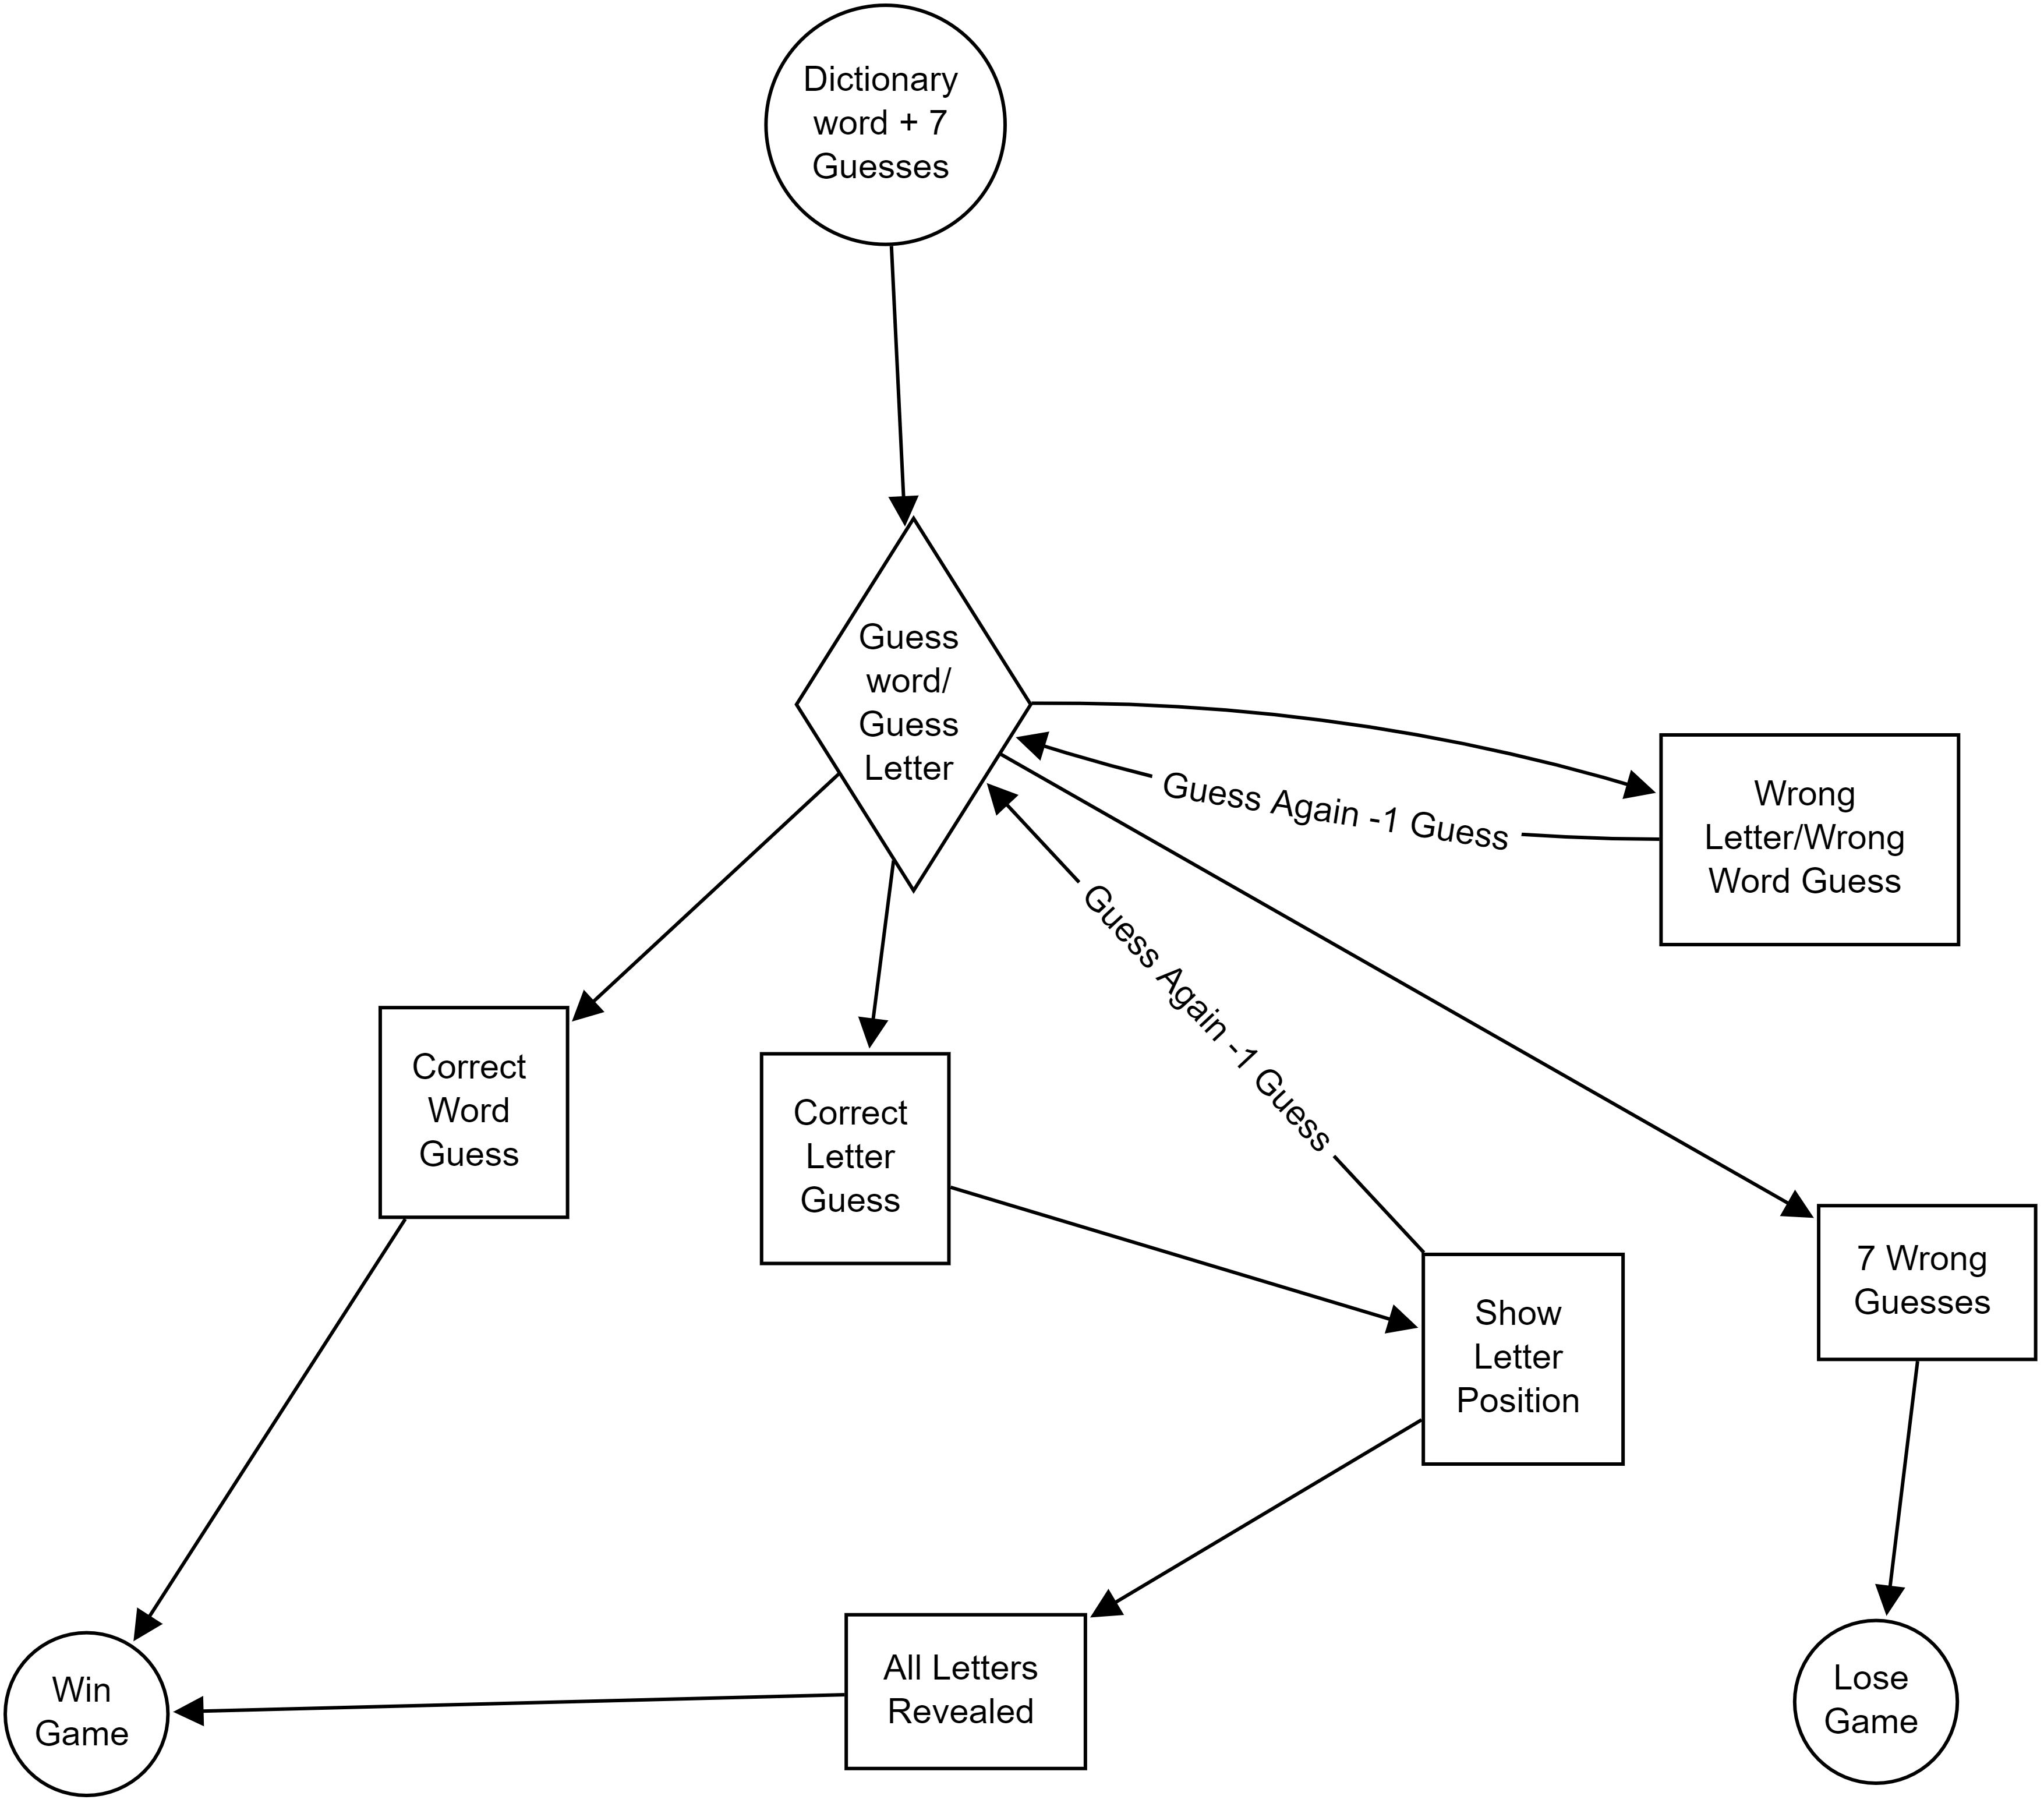 Dictionary
word + 7
Guesses
Guess
word/
Guess
Letter
Guess Again -1 Guess
Wrong
Letter/Wrong
Word Guess
Guess Again -1 Guess
Correct
Word
Guess
Correct
Letter
Guess
7 Wrong
Guesses
Show
Letter
Position
All Letters
Revealed
Win
Game
Lose
Game